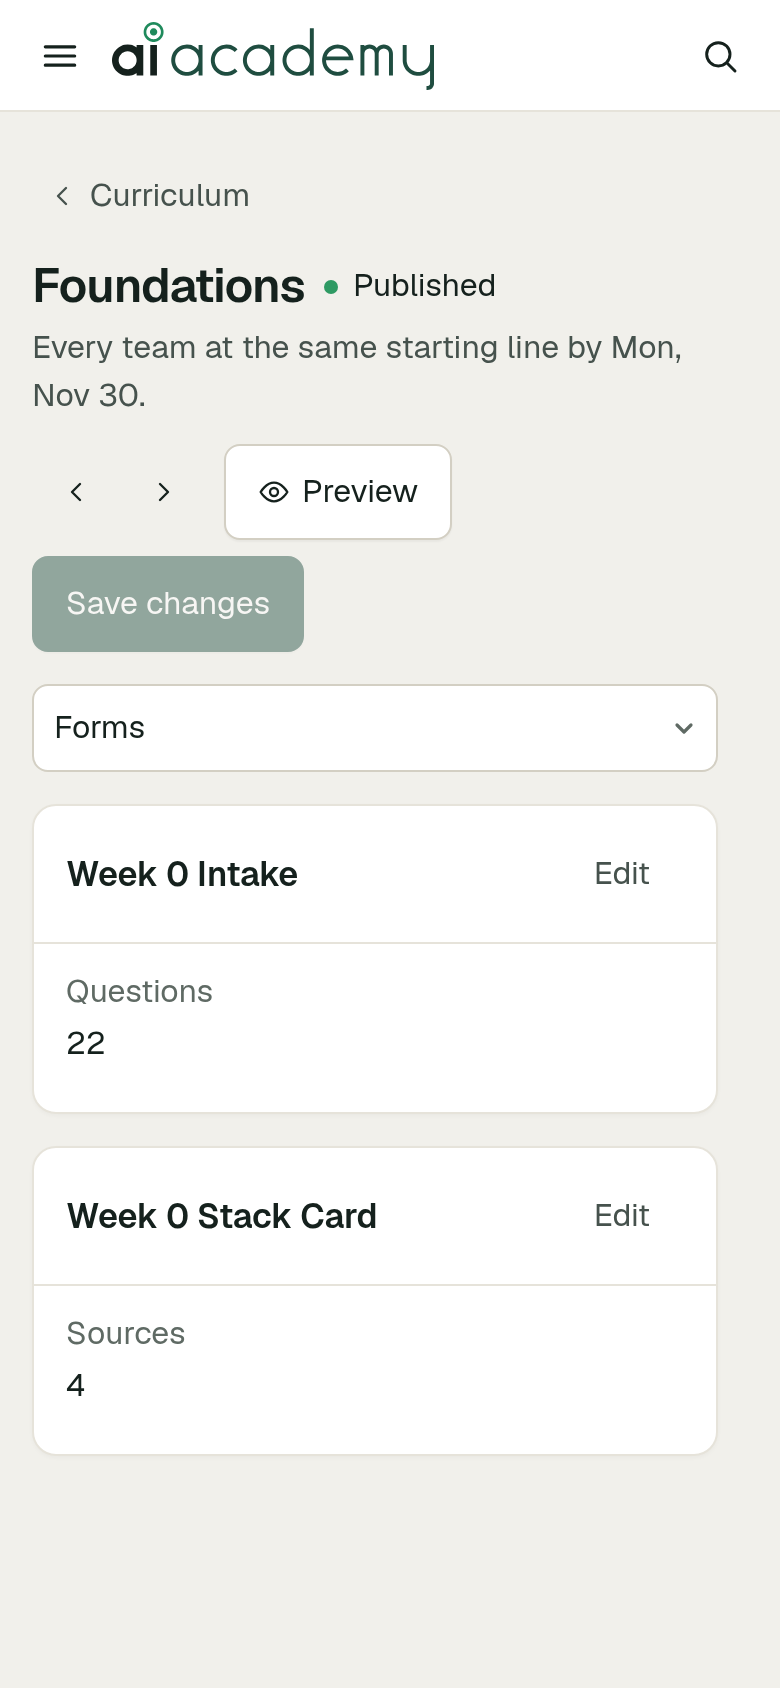 ai academy
Curriculum
Foundations
Published
Every team at the same starting line by Mon,
Nov 30.
Preview
Save changes
Forms
Week 0 Intake
Edit
Questions
22
Week 0 Stack Card
Edit
Sources
4